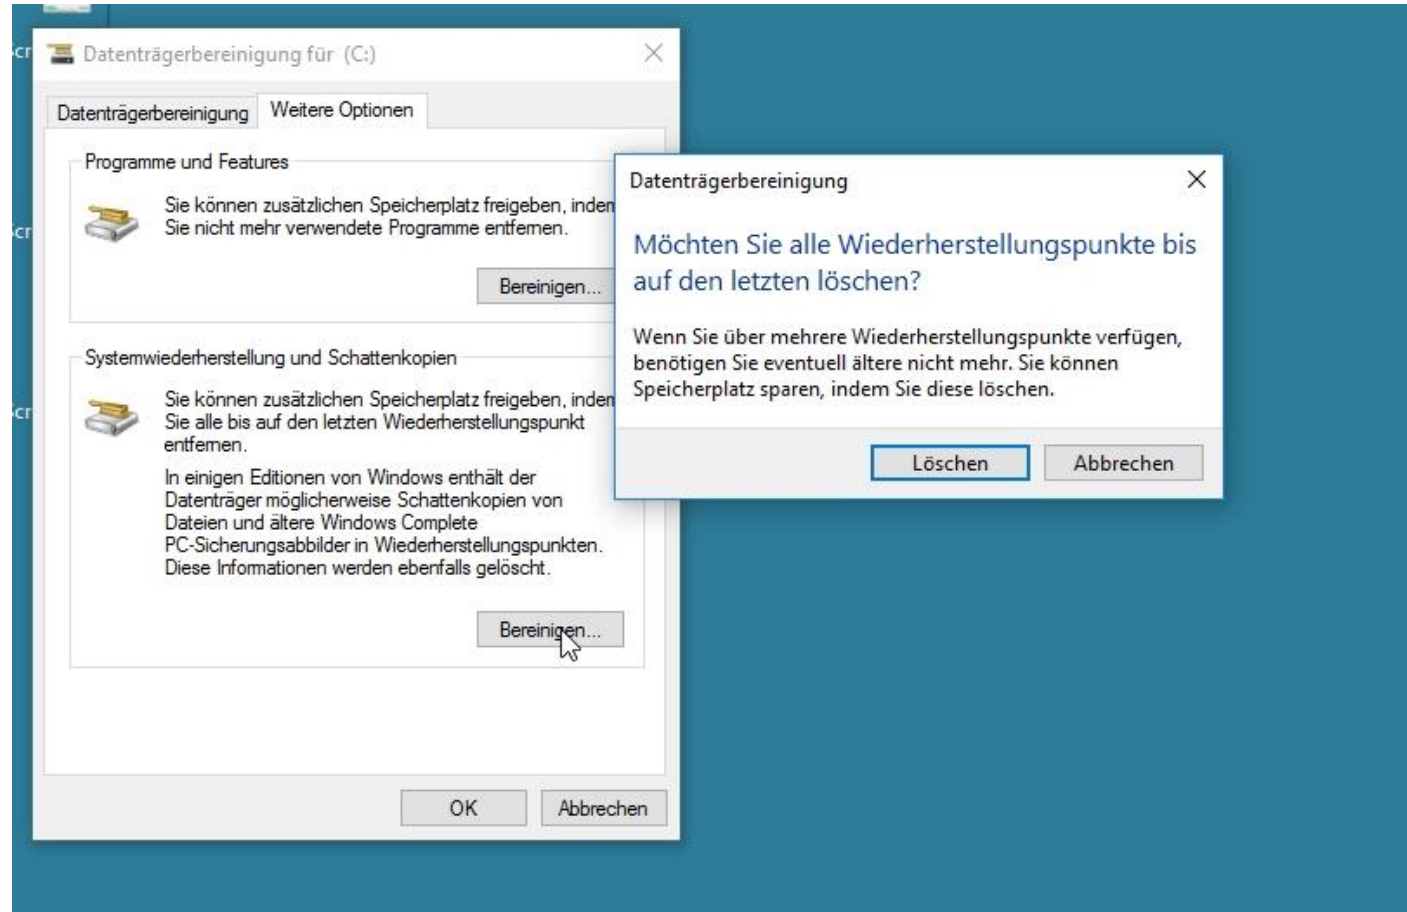 Scr
Datenträgerbereinigung für (C:)
Datenträgerbereinigung
Weitere Optionen
Programme und Features
Sie können zusätzlichen Speicherplatz freigeben, indem
Sie nicht mehr verwendete Programme entfernen.
Bereinigen...
Systemwiederherstellung und Schattenkopien
Sie können zusätzlichen Speicherplatz freigeben, indem
Sie alle bis auf den letzten Wiederherstellungspunkt
entfernen.
In einigen Editionen von Windows enthält der
Datenträger möglicherweise Schattenkopien von
Dateien und ältere Windows Complete
PC-Sicherungsabbilder in Wiederherstellungspunkten.
Diese Informationen werden ebenfalls gelöscht.
Bereinigen...
OK
Abbrechen
Datenträgerbereinigung
Möchten Sie alle Wiederherstellungspunkte bis
auf den letzten löschen?
Wenn Sie über mehrere Wiederherstellungspunkte verfügen,
benötigen Sie eventuell ältere nicht mehr. Sie können
Speicherplatz sparen, indem Sie diese löschen.
Löschen
Abbrechen